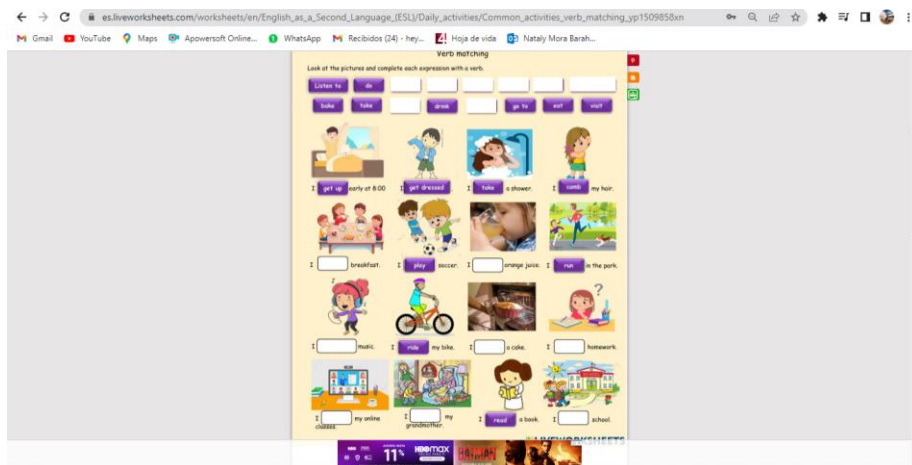 es.liveworksheets.com/worksheets/en/English_as_a_Second_Language_(ESL)/Daily_activities/Common_activities_verb_matching_yp1509858xn
Gmail YouTube Maps Apowersoft Online... WhatsApp Recibidos (24) - hey... Hoja de vida Nataly Mora Barah...
Verb matching
Look at the pictures and complete each expression with a verb.
Listen to do
bake take drink go to eat visit
I get up early at 8:00 I get dressed. I take a shower. I comb my hair.
I breakfast. I play soccer. I orange juice. I run in the park.
I music. I ride my bike. I a cake. I homework.
I my online classes. I my grandmother. I read a book. I school.
LIVEWORKSHEETS
11% HBOmax BATMAN